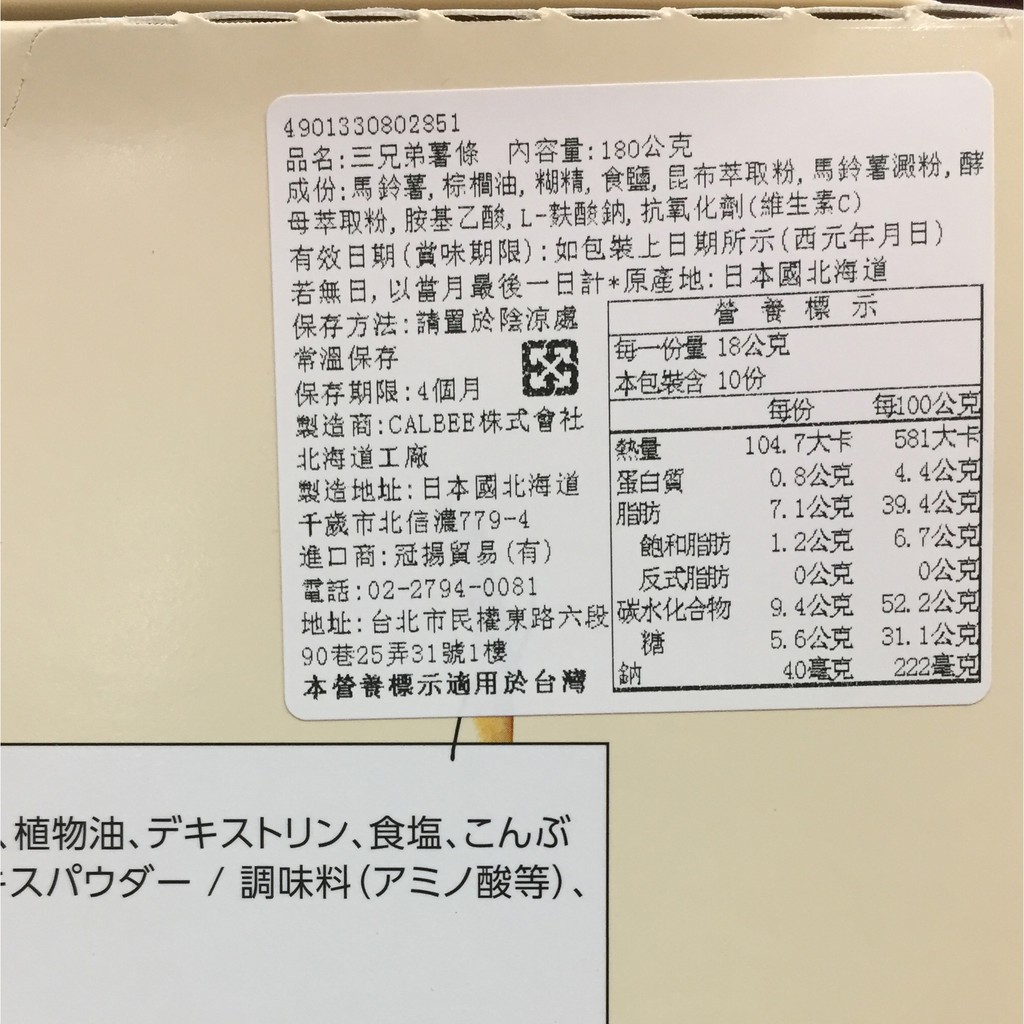 4901330802851
品名:三兄弟薯條 內容量:180公克
成份:馬鈴薯,棕櫚油,糊精,食鹽,昆布萃取粉,馬鈴薯澱粉,酵
母萃取粉,胺基乙酸,L-麩酸鈉,抗氧化劑(維生素C)
有效日期(賞味期限):如包裝上日期所示(西元年月日)
若無日,以當月最後一日計*原產地:日本國北海道
保存方法:請置於陰涼處
常溫保存
保存期限:4個月
製造商:CALBEE株式會社
北海道工廠
製造地址:日本國北海道
千歲市北信濃779-4
進口商:冠揚貿易(有)
電話:02-2794-0081
地址:台北市民權東路六段
90巷25弄31號1樓
本營養標示適用於台灣
營養標示
每一份量 18公克
本包裝含 10份
每份 每100公克
熱量 104.7大卡 581大卡
蛋白質 0.8公克 4.4公克
脂肪 7.1公克 39.4公克
飽和脂肪 1.2公克 6.7公克
反式脂肪 0公克 0公克
碳水化合物 9.4公克 52.2公克
糖 5.6公克 31.1公克
鈉 40毫克 222毫克
、植物油、デキストリン、食塩、こんぶ
キスパウダー / 調味料(アミノ酸等)、